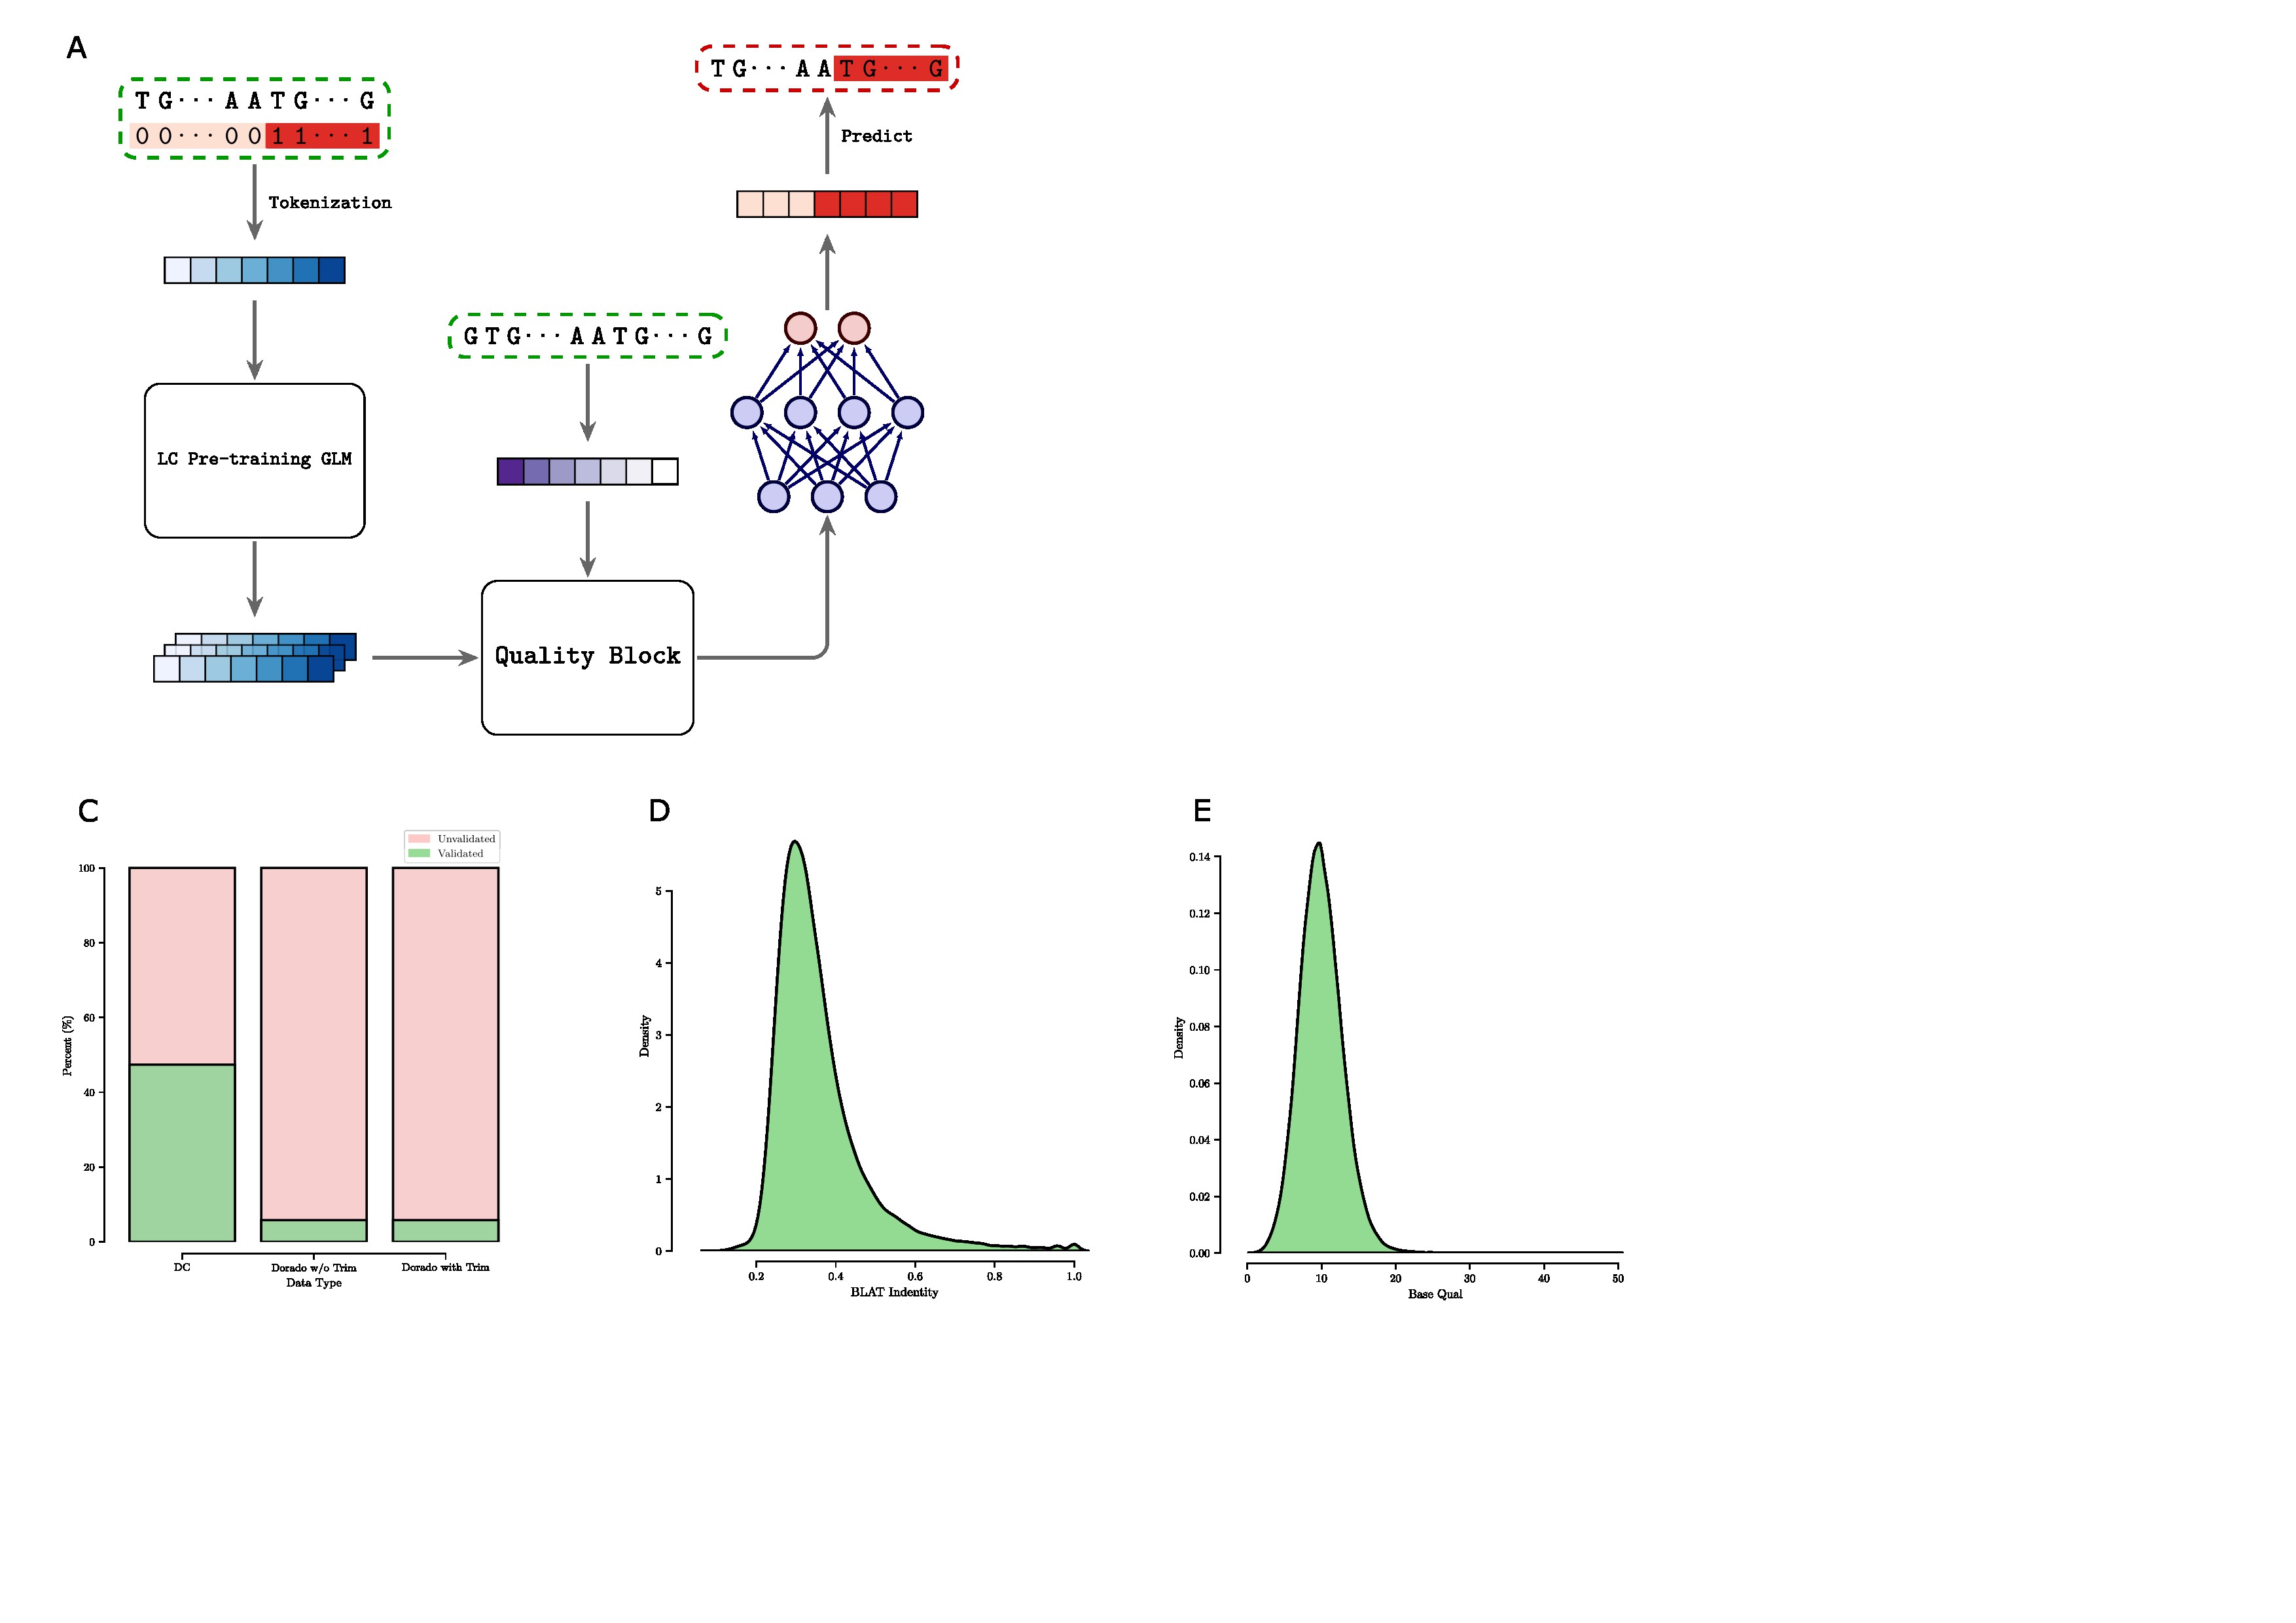 A
T G · · · A A T G · · · G
0 0 · · · 0 0 1 1 · · · 1
Tokenization
LC Pre-training GLM
G T G · · · A A T G · · · G
Quality Block
T G · · · A A T G · · · G
Predict
C
Unvalidated
Validated
100
80
60
40
20
0
Percent (%)
DC
Dorado w/o Trim
Dorado with Trim
Data Type
D
5
4
3
2
1
0
Density
0.2 0.4 0.6 0.8 1.0
BLAT Indentity
E
0.14
0.12
0.10
0.08
0.06
0.04
0.02
0.00
Density
0 10 20 30 40 50
Base Qual